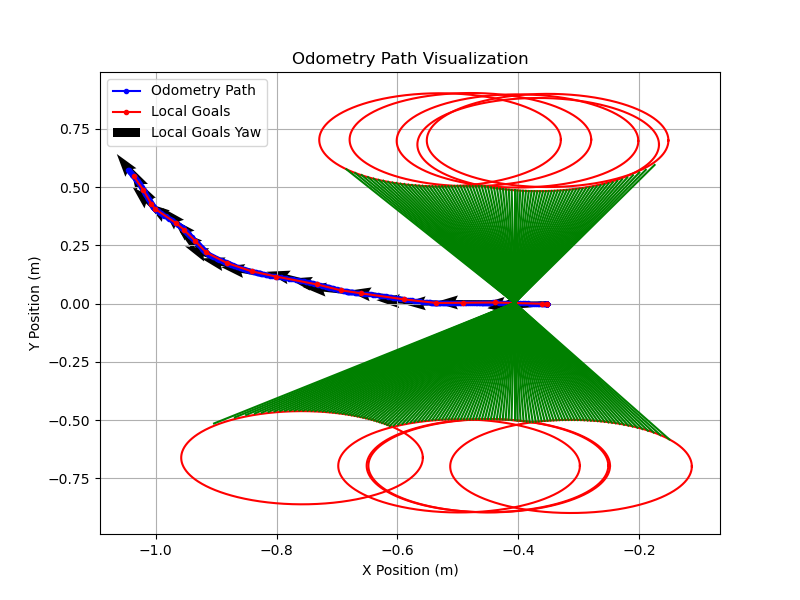 Odometry Path Visualization
Odometry Path
Local Goals
Local Goals Yaw
0.75
0.50
0.25
0.00
−0.25
−0.50
−0.75
Y Position (m)
−1.0 −0.8 −0.6 −0.4 −0.2
X Position (m)